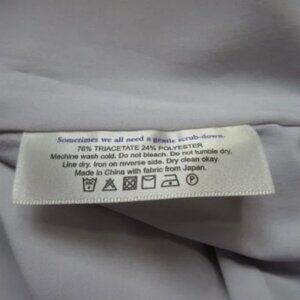 Sometimes we all need a gentle scrub-down.
76% TRIACETATE 24% POLYESTER
Machine wash cold. Do not bleach. Do not tumble dry.
Line dry. Iron on reverse side. Dry clean okay.
Made in China with fabric from Japan.